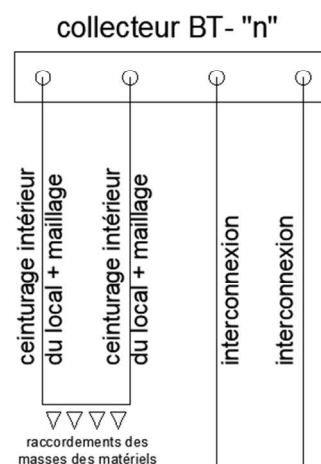 collecteur BT- "n"
ceinturage intérieur
du local + maillage
ceinturage intérieur
du local + maillage
interconnexion
interconnexion
raccordements des
masses des matériels